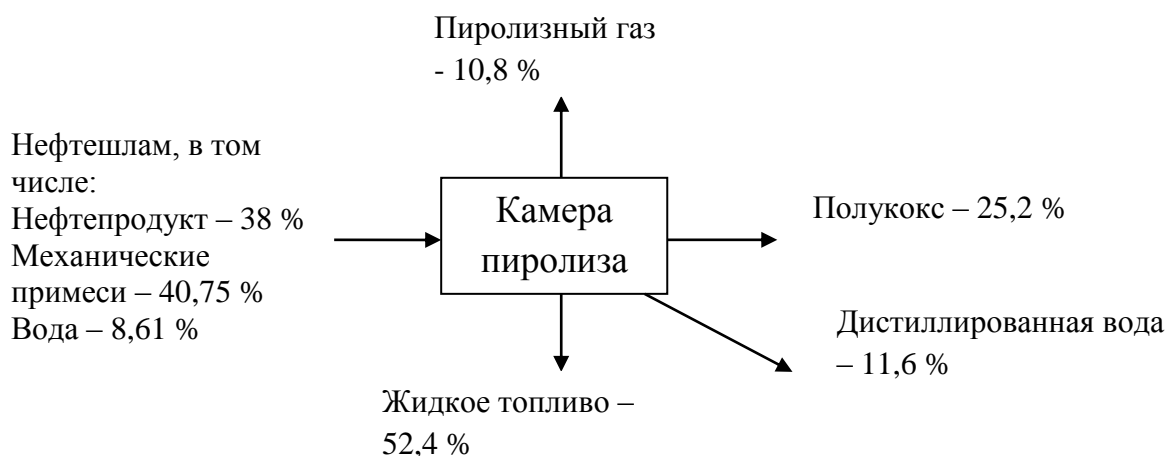 Пиролизный газ
- 10,8 %
Нефтешлам, в том
числе:
Нефтепродукт – 38 %
Механические
примеси – 40,75 %
Вода – 8,61 %
Камера
пиролиза
Полукокс – 25,2 %
Дистиллированная вода
– 11,6 %
Жидкое топливо –
52,4 %